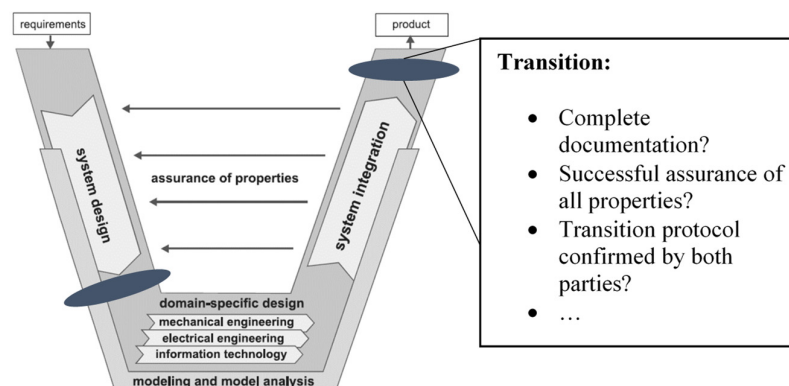 requirements
product
system design
assurance of properties
system integration
domain-specific design
mechanical engineering
electrical engineering
information technology
modeling and model analysis
Transition:
• Complete
documentation?
• Successful assurance of
all properties?
• Transition protocol
confirmed by both
parties?
• …